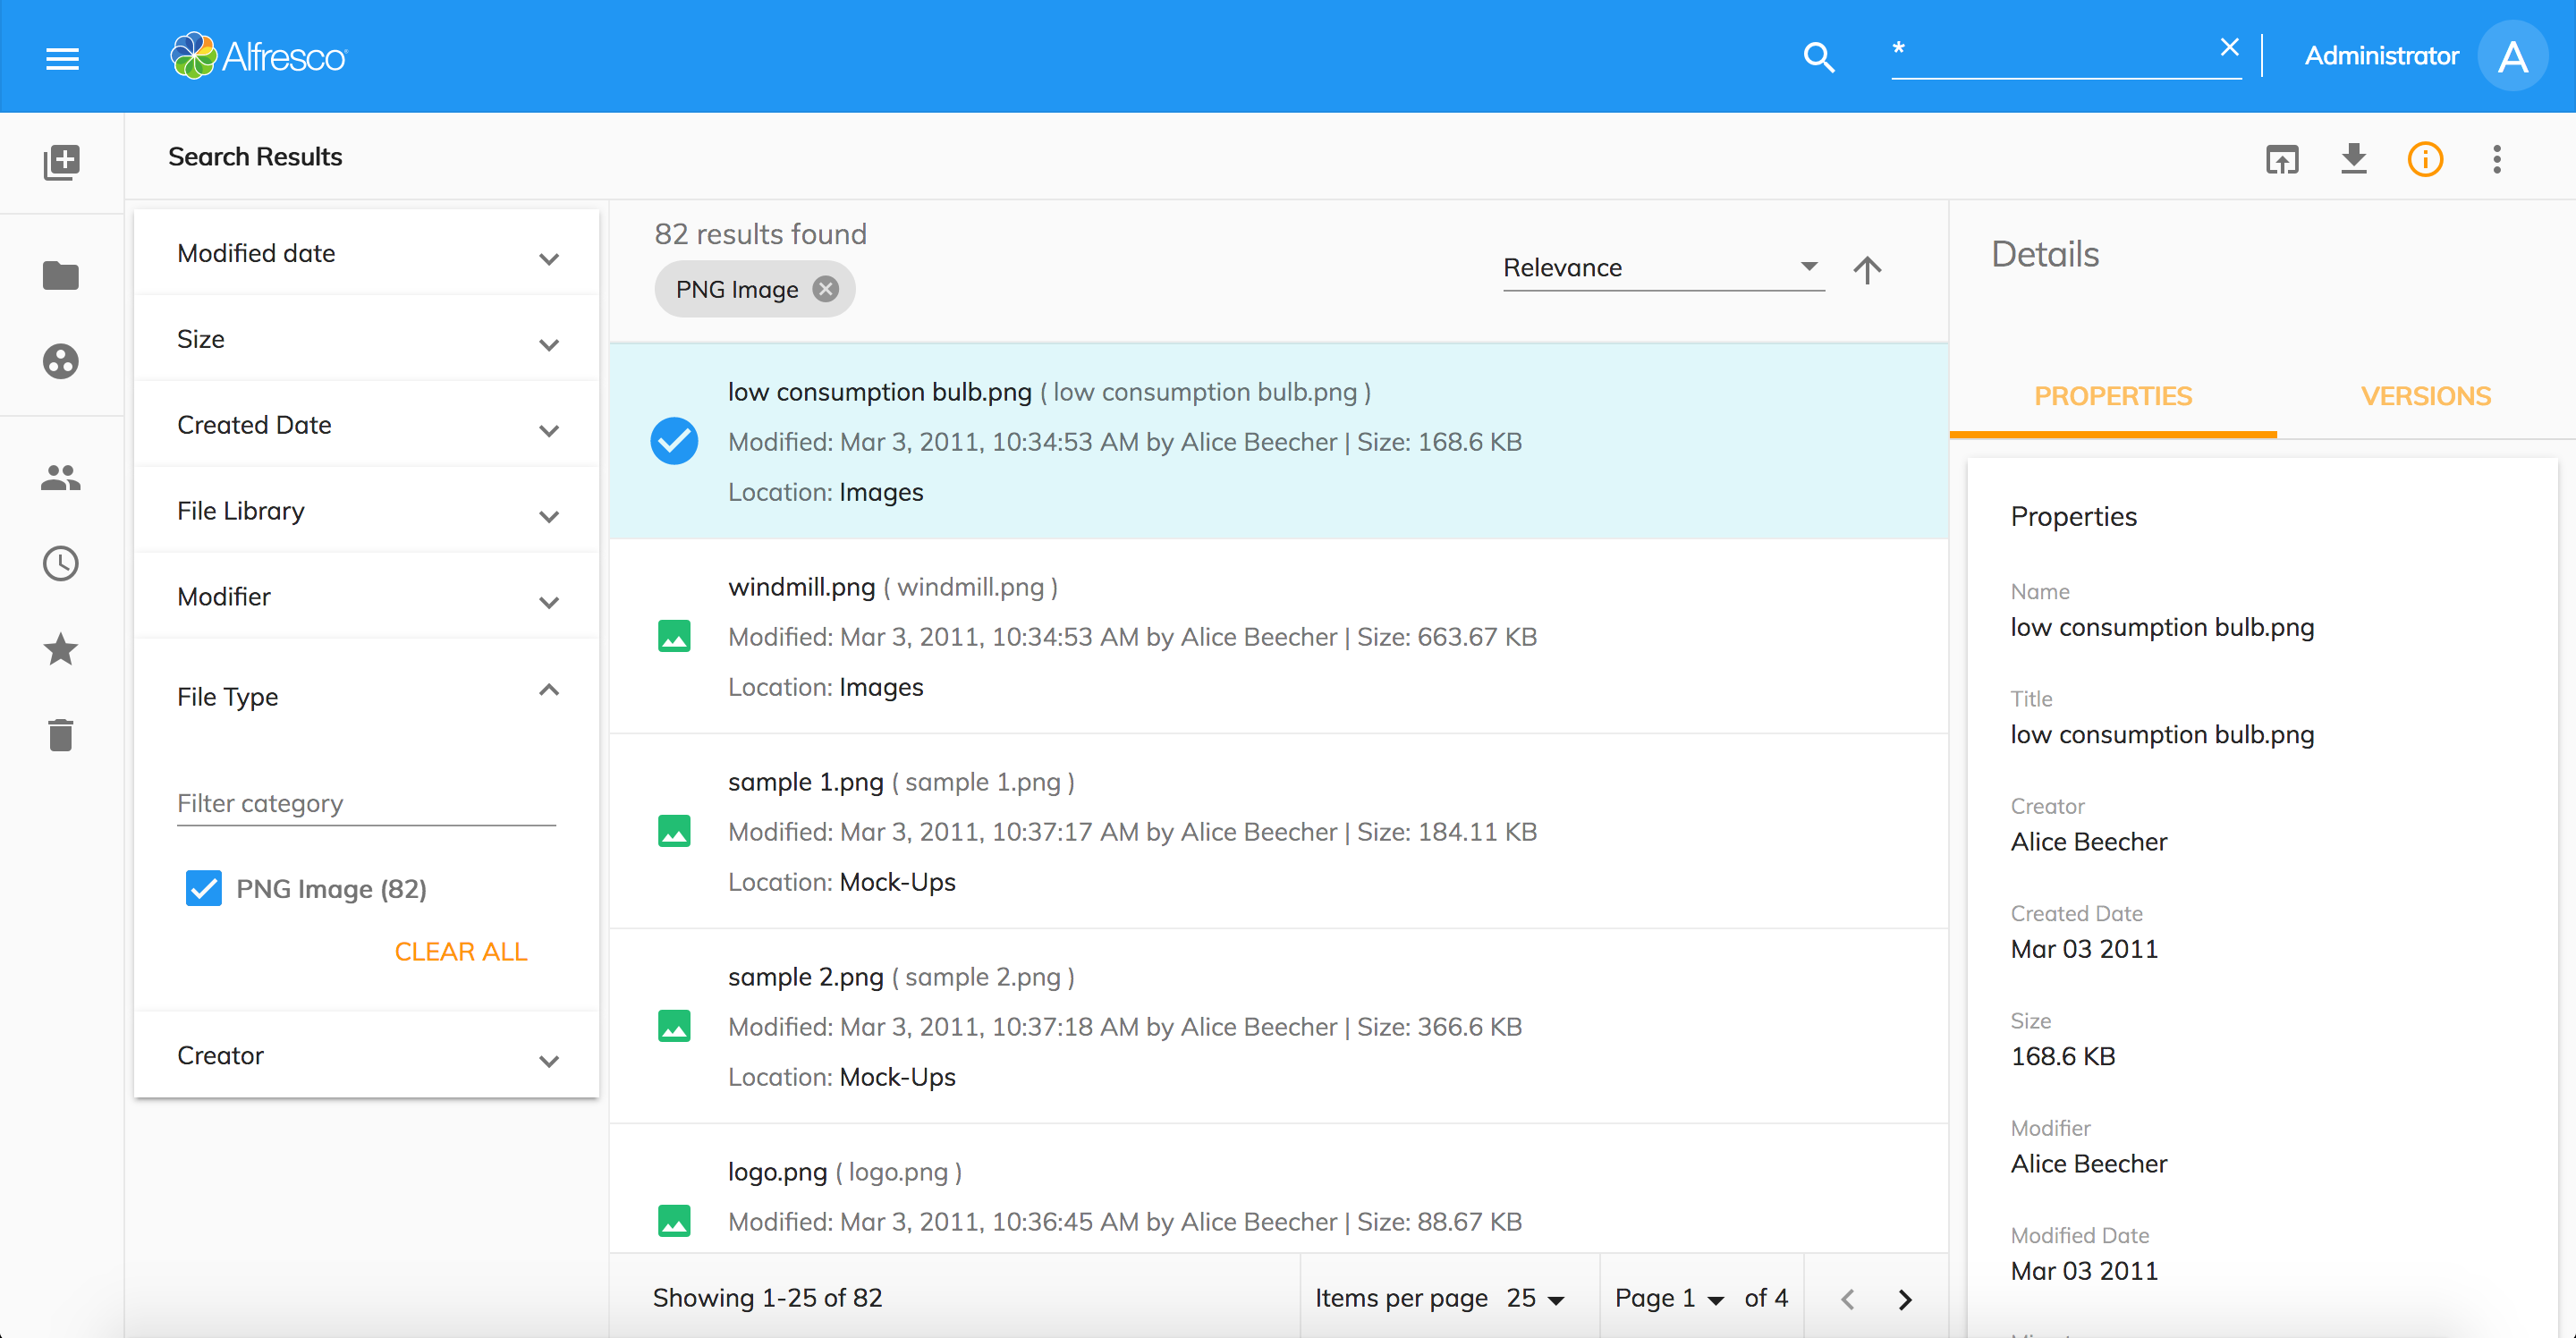 Alfresco
*
Administrator
A
Search Results
Modified date
Size
Created Date
File Library
Modifier
File Type
Filter category
PNG Image (82)
CLEAR ALL
Creator
82 results found
PNG Image
Relevance
low consumption bulb.png ( low consumption bulb.png )
Modified: Mar 3, 2011, 10:34:53 AM by Alice Beecher | Size: 168.6 KB
Location: Images
windmill.png ( windmill.png )
Modified: Mar 3, 2011, 10:34:53 AM by Alice Beecher | Size: 663.67 KB
Location: Images
sample 1.png ( sample 1.png )
Modified: Mar 3, 2011, 10:37:17 AM by Alice Beecher | Size: 184.11 KB
Location: Mock-Ups
sample 2.png ( sample 2.png )
Modified: Mar 3, 2011, 10:37:18 AM by Alice Beecher | Size: 366.6 KB
Location: Mock-Ups
logo.png ( logo.png )
Modified: Mar 3, 2011, 10:36:45 AM by Alice Beecher | Size: 88.67 KB
Showing 1-25 of 82
Items per page 25
Page 1 of 4
Details
PROPERTIES
VERSIONS
Properties
Name
low consumption bulb.png
Title
low consumption bulb.png
Creator
Alice Beecher
Created Date
Mar 03 2011
Size
168.6 KB
Modifier
Alice Beecher
Modified Date
Mar 03 2011